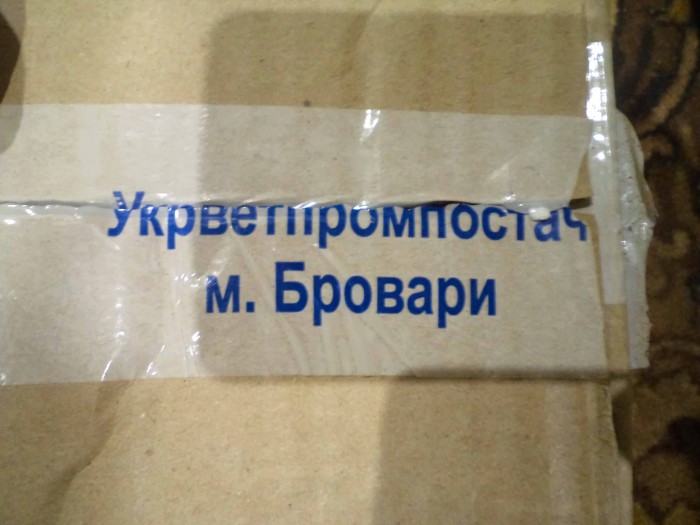 Укрветпромпостач
м. Бровари